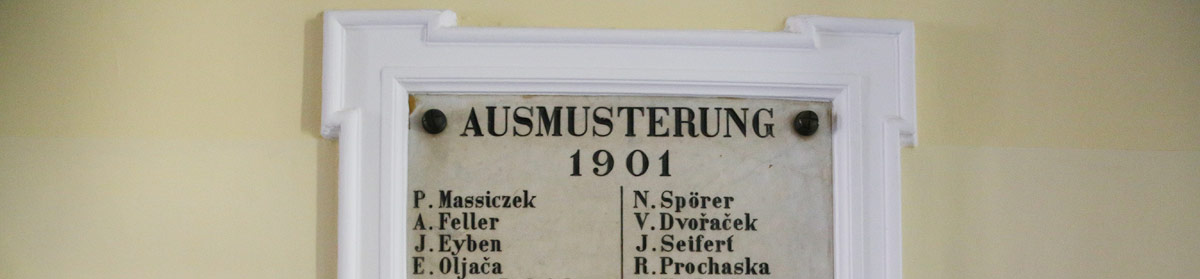 AUSMUSTERUNG
1901
P. Massiczek
A. Feller
J. Eyben
E. Oljača
N. Spörer
V. Dvořaček
J. Seifert
R. Prochaska